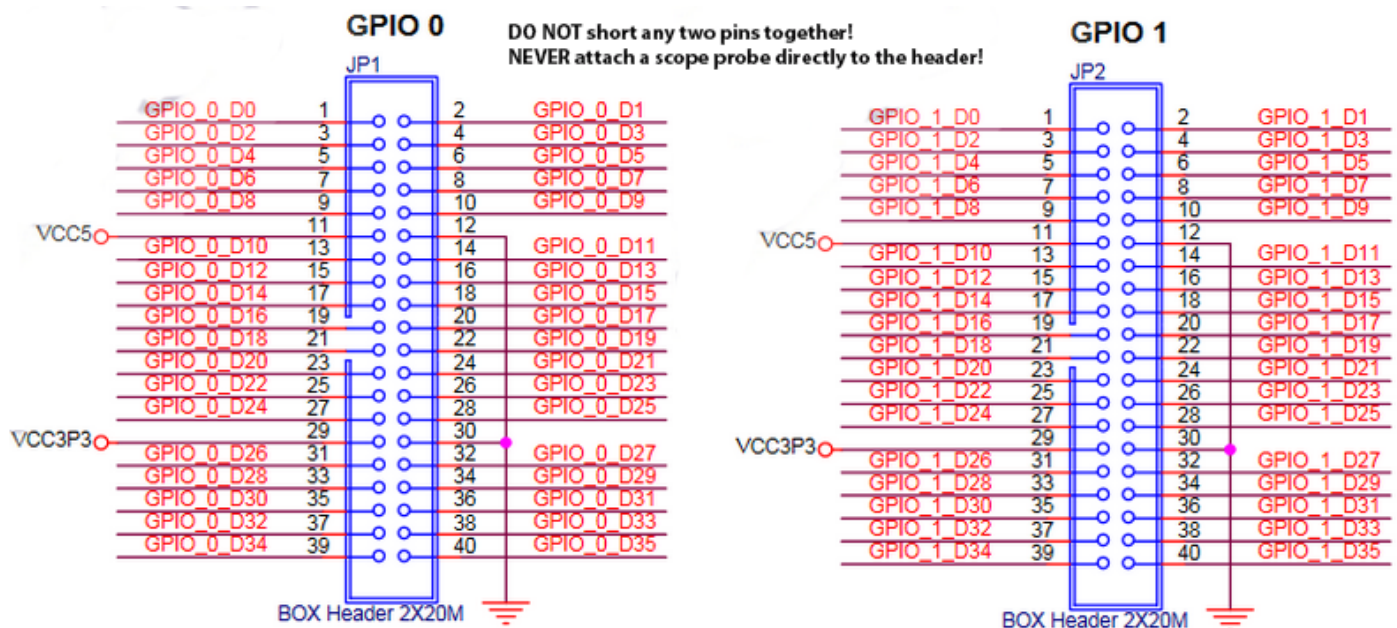 GPIO 0
DO NOT short any two pins together!
NEVER attach a scope probe directly to the header!
GPIO 1
JP1
GPIO_0_D0 1 2 GPIO_0_D1
GPIO_0_D2 3 4 GPIO_0_D3
GPIO_0_D4 5 6 GPIO_0_D5
GPIO_0_D6 7 8 GPIO_0_D7
GPIO_0_D8 9 10 GPIO_0_D9
VCC5 11 12
GPIO_0_D10 13 14 GPIO_0_D11
GPIO_0_D12 15 16 GPIO_0_D13
GPIO_0_D14 17 18 GPIO_0_D15
GPIO_0_D16 19 20 GPIO_0_D17
GPIO_0_D18 21 22 GPIO_0_D19
GPIO_0_D20 23 24 GPIO_0_D21
GPIO_0_D22 25 26 GPIO_0_D23
GPIO_0_D24 27 28 GPIO_0_D25
VCC3P3 29 30
GPIO_0_D26 31 32 GPIO_0_D27
GPIO_0_D28 33 34 GPIO_0_D29
GPIO_0_D30 35 36 GPIO_0_D31
GPIO_0_D32 37 38 GPIO_0_D33
GPIO_0_D34 39 40 GPIO_0_D35
BOX Header 2X20M
JP2
GPIO_1_D0 1 2 GPIO_1_D1
GPIO_1_D2 3 4 GPIO_1_D3
GPIO_1_D4 5 6 GPIO_1_D5
GPIO_1_D6 7 8 GPIO_1_D7
GPIO_1_D8 9 10 GPIO_1_D9
VCC5 11 12
GPIO_1_D10 13 14 GPIO_1_D11
GPIO_1_D12 15 16 GPIO_1_D13
GPIO_1_D14 17 18 GPIO_1_D15
GPIO_1_D16 19 20 GPIO_1_D17
GPIO_1_D18 21 22 GPIO_1_D19
GPIO_1_D20 23 24 GPIO_1_D21
GPIO_1_D22 25 26 GPIO_1_D23
GPIO_1_D24 27 28 GPIO_1_D25
VCC3P3 29 30
GPIO_1_D26 31 32 GPIO_1_D27
GPIO_1_D28 33 34 GPIO_1_D29
GPIO_1_D30 35 36 GPIO_1_D31
GPIO_1_D32 37 38 GPIO_1_D33
GPIO_1_D34 39 40 GPIO_1_D35
BOX Header 2X20M